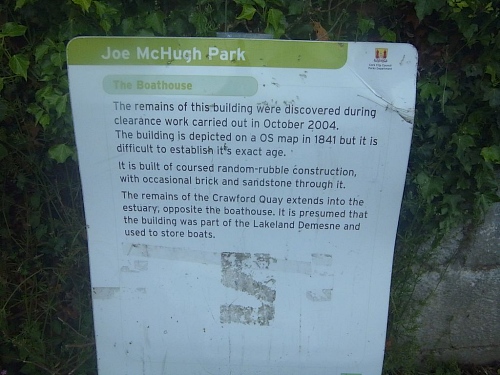 Joe McHugh Park
The Boathouse
The remains of this building were discovered during
clearance work carried out in October 2004.
The building is depicted on a OS map in 1841 but it is
difficult to establish it's exact age.
It is built of coursed random-rubble construction,
with occasional brick and sandstone through it.
The remains of the Crawford Quay extends into the
estuary, opposite the boathouse. It is presumed that
the building was part of the Lakeland Demesne and
used to store boats.